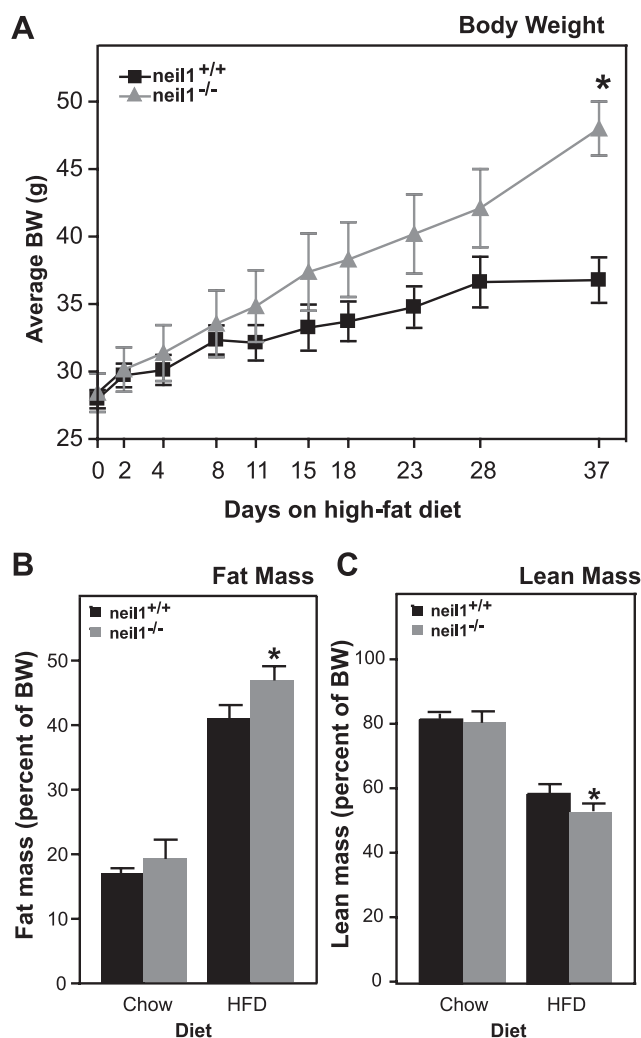 A
Body Weight
neil1+/+
neil1-/-
*
50
45
40
35
30
25
Average BW (g)
0 2 4 8 11 15 18 23 28 37
Days on high-fat diet
B
Fat Mass
neil1+/+
neil1-/-
*
50
40
30
20
10
0
Fat mass (percent of BW)
Chow HFD
Diet
C
Lean Mass
neil1+/+
neil1-/-
*
100
80
60
40
20
0
Lean mass (percent of BW)
Chow HFD
Diet